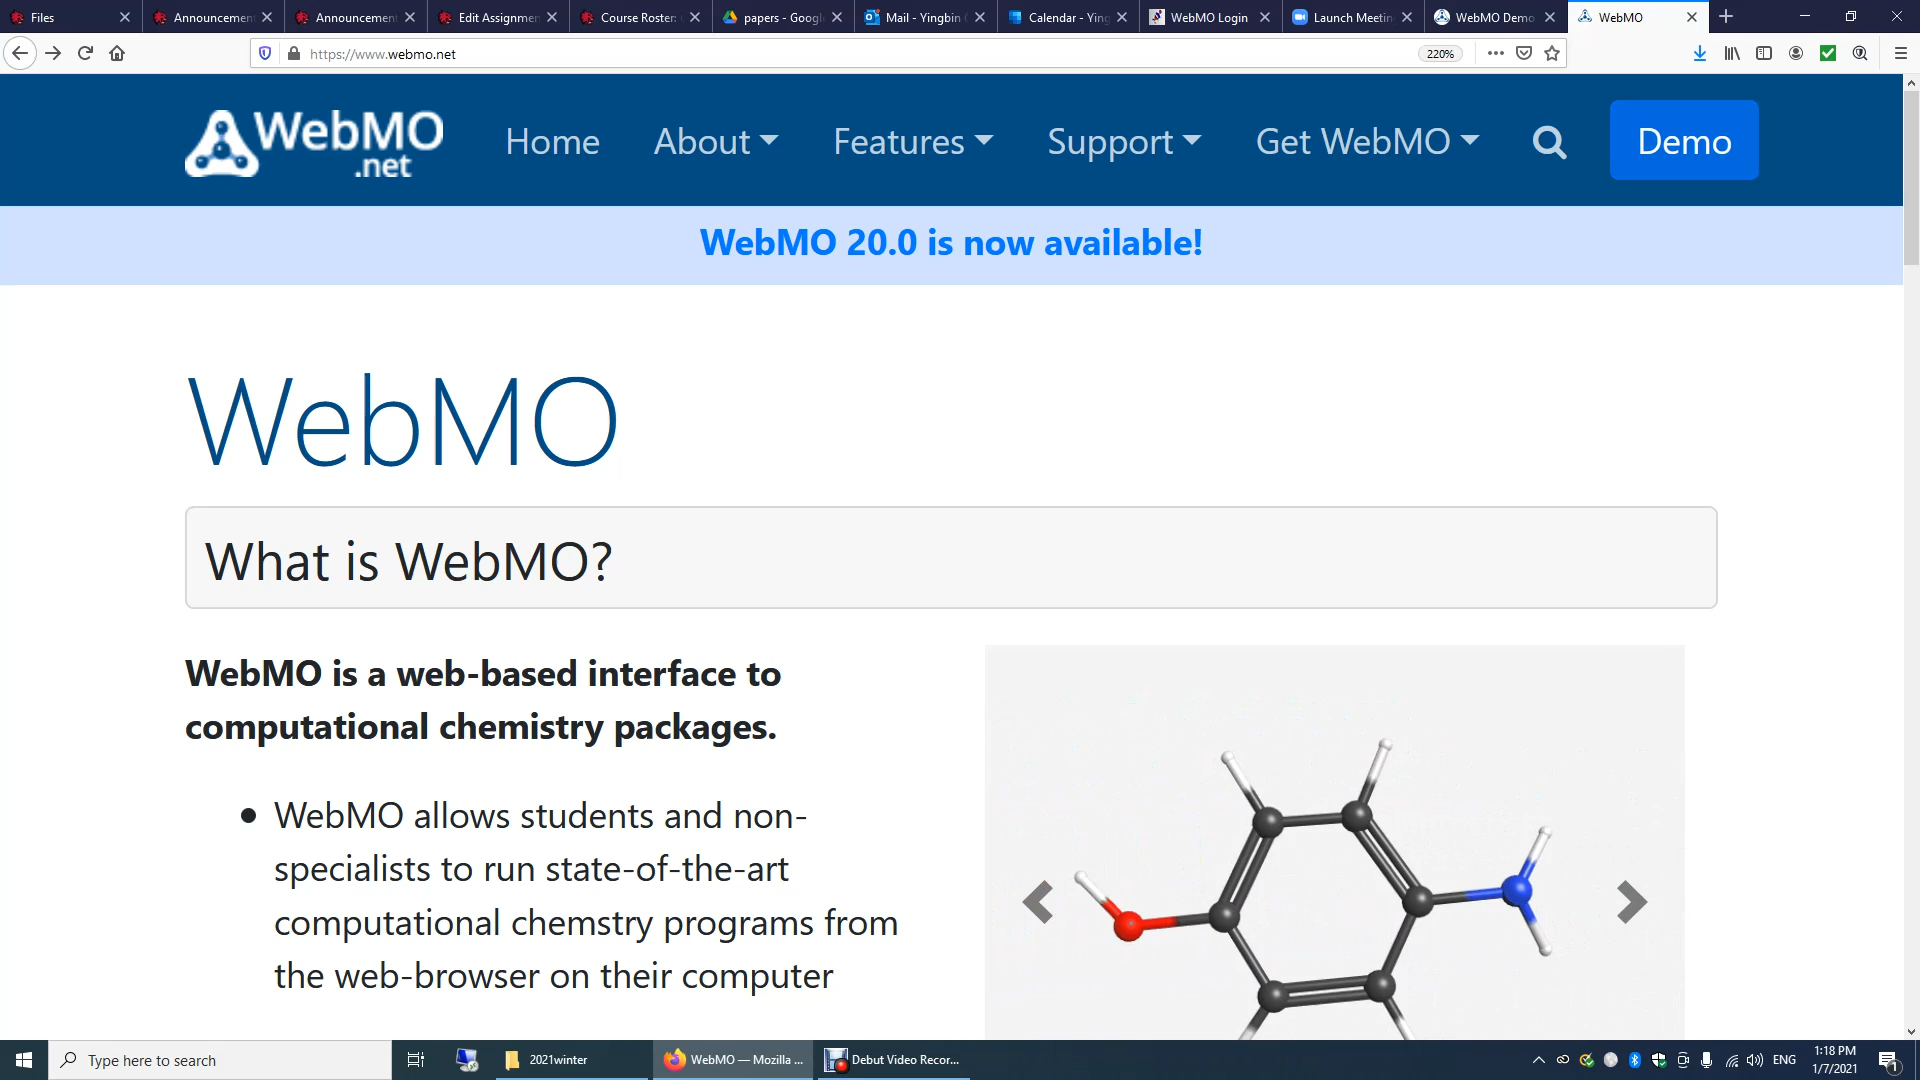 Files
Announcemen
Announcemen
Edit Assignme
Course Roster:
papers - Googl
Mail - Yingbin
Calendar - Ying
WebMO Login
Launch Meetin
WebMO Demo
WebMO
https://www.webmo.net
220%
WebMO
.net
Home
About
Features
Support
Get WebMO
Demo
WebMO 20.0 is now available!
WebMO
What is WebMO?
WebMO is a web-based interface to
computational chemistry packages.
WebMO allows students and non-
specialists to run state-of-the-art
computational chemstry programs from
the web-browser on their computer
Type here to search
2021winter
WebMO — Mozilla ...
Debut Video Recor...
ENG
1:18 PM
1/7/2021
1